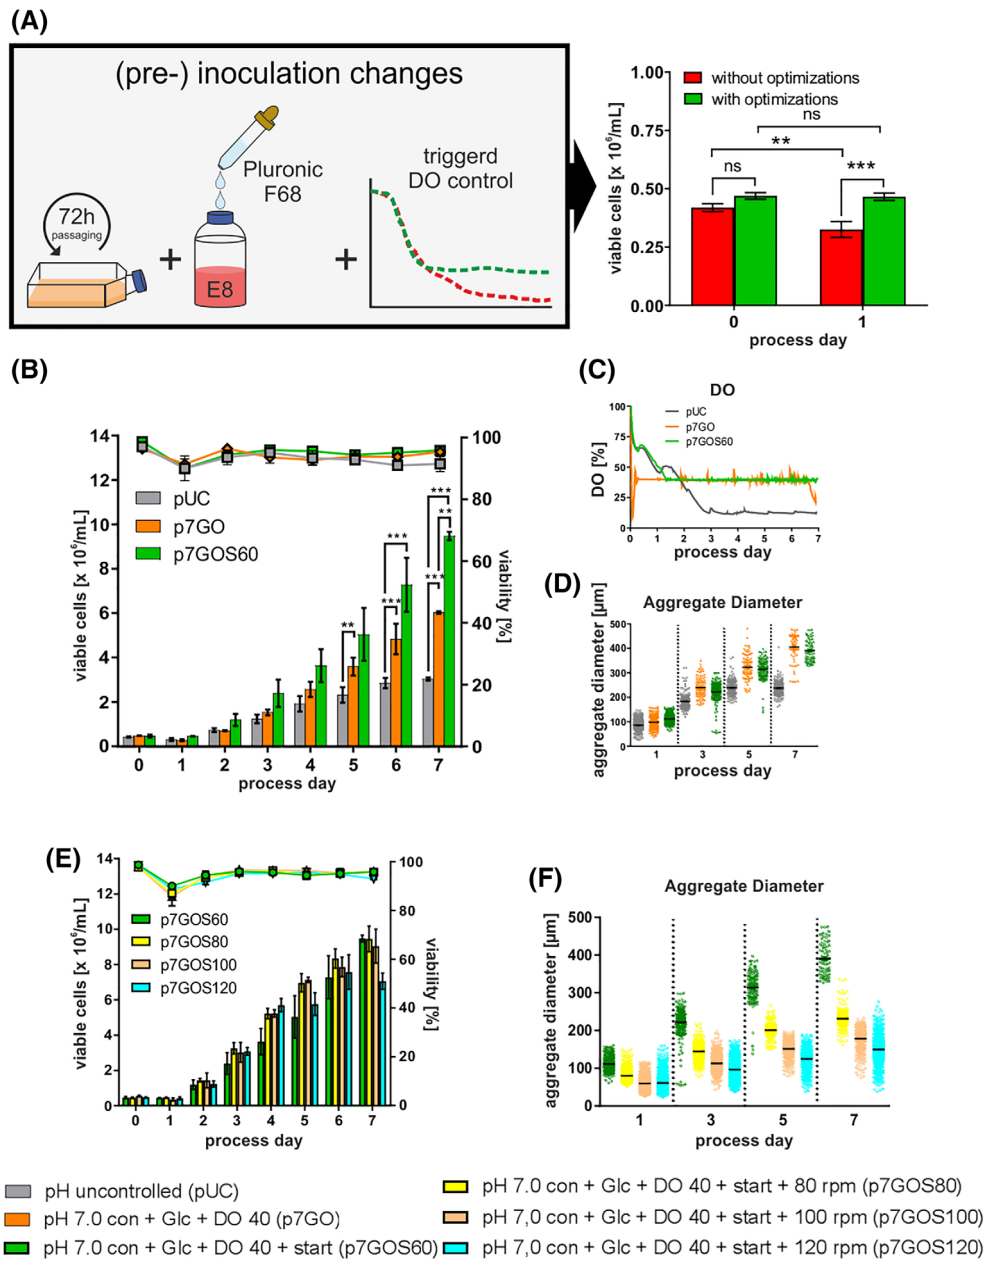 (A)
(pre-) inoculation changes
72h
passaging
+
Pluronic
F68
E8
+
triggerd
DO control
viable cells [x 10⁶/mL]
1.00
0.75
0.50
0.25
0.00
without optimizations
with optimizations
ns
**
ns
***
0 1
process day
(B)
14
12
10
8
6
4
2
0
viable cells [x 10⁶/mL]
pUC
p7GO
p7GOS60
**
***
***
***
***
**
100
80
60
40
20
0
viability [%]
0 1 2 3 4 5 6 7
process day
(C)
DO
100
75
50
25
0
DO [%]
pUC
p7GO
p7GOS60
0 1 2 3 4 5 6 7
process day
(D)
Aggregate Diameter
aggregate diameter [µm]
500
400
300
200
100
0
1 3 5 7
process day
(E)
14
12
10
8
6
4
2
0
viable cells [x 10⁶/mL]
p7GOS60
p7GOS80
p7GOS100
p7GOS120
100
80
60
40
20
0
viability [%]
0 1 2 3 4 5 6 7
process day
(F)
Aggregate Diameter
aggregate diameter [µm]
500
400
300
200
100
0
1 3 5 7
process day
pH uncontrolled (pUC)
pH 7.0 con + Glc + DO 40 (p7GO)
pH 7.0 con + Glc + DO 40 + start (p7GOS60)
pH 7.0 con + Glc + DO 40 + start + 80 rpm (p7GOS80)
pH 7,0 con + Glc + DO 40 + start + 100 rpm (p7GOS100)
pH 7,0 con + Glc + DO 40 + start + 120 rpm (p7GOS120)